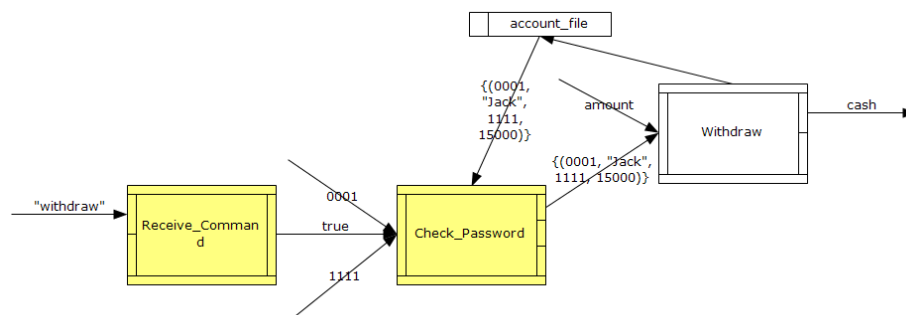 account_file
{(0001,
"Jack",
1111,
15000)}
amount
Withdraw
cash
{(0001, "Jack",
1111, 15000)}
"withdraw"
Receive_Comman
d
0001
true
1111
Check_Password